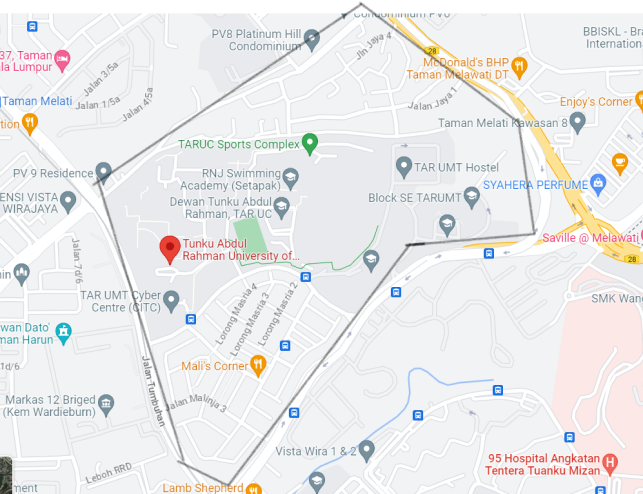 Condominium PV6
PV8 Platinum Hill
Condominium
Jln Jaya 4
28
BBISKL - Bra
Internation
37, Taman
la Lumpur
Jalan 3/5a
McDonald's BHP
Taman Melawati DT
Jalan 4/5a
Jalan 1/5a
Jalan Jaya 1
Taman Melati
Enjoy's Corner
tion
Taman Melati Kawasan 8
TARUC Sports Complex
PV 9 Residence
RNJ Swimming
Academy (Setapak)
TAR UMT Hostel
SYAHERA PERFUME
ENSI VISTA
WIRAJAYA
Dewan Tunku Abdul
Rahman, TAR UC
Block SE TARUMT
Tunku Abdul
Rahman University of...
Saville @ Melawati
28
Jalan 7d/6
in
TAR UMT Cyber
Centre (CITC)
Lorong Masria 4
Lorong Masria 3
Lorong Masria 2
SMK Wang
wan Dato'
man Harun
1d/6
Mali's Corner
Jalan Tumbuhan
Markas 12 Briged
(Kem Wardieburn)
Jalan Malinja 3
Vista Wira 1 & 2
95 Hospital Angkatan
Tentera Tuanku Mizan
Leboh RRD
ment
Lamb Shepherd